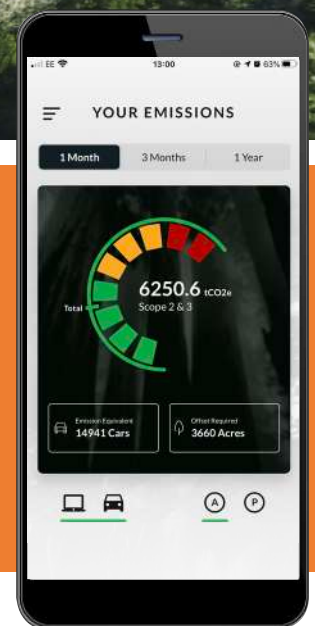 EE 13:00 63%
YOUR EMISSIONS
1 Month 3 Months 1 Year
6250.6 tCO2e
Scope 2 & 3
Total
Emission Equivalent
14941 Cars
Offset Required
3660 Acres
A P